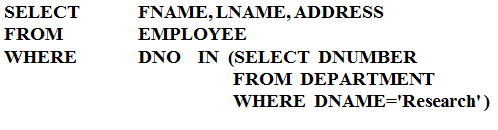 SELECT FNAME, LNAME, ADDRESS
FROM EMPLOYEE
WHERE DNO IN (SELECT DNUMBER
FROM DEPARTMENT
WHERE DNAME='Research' )